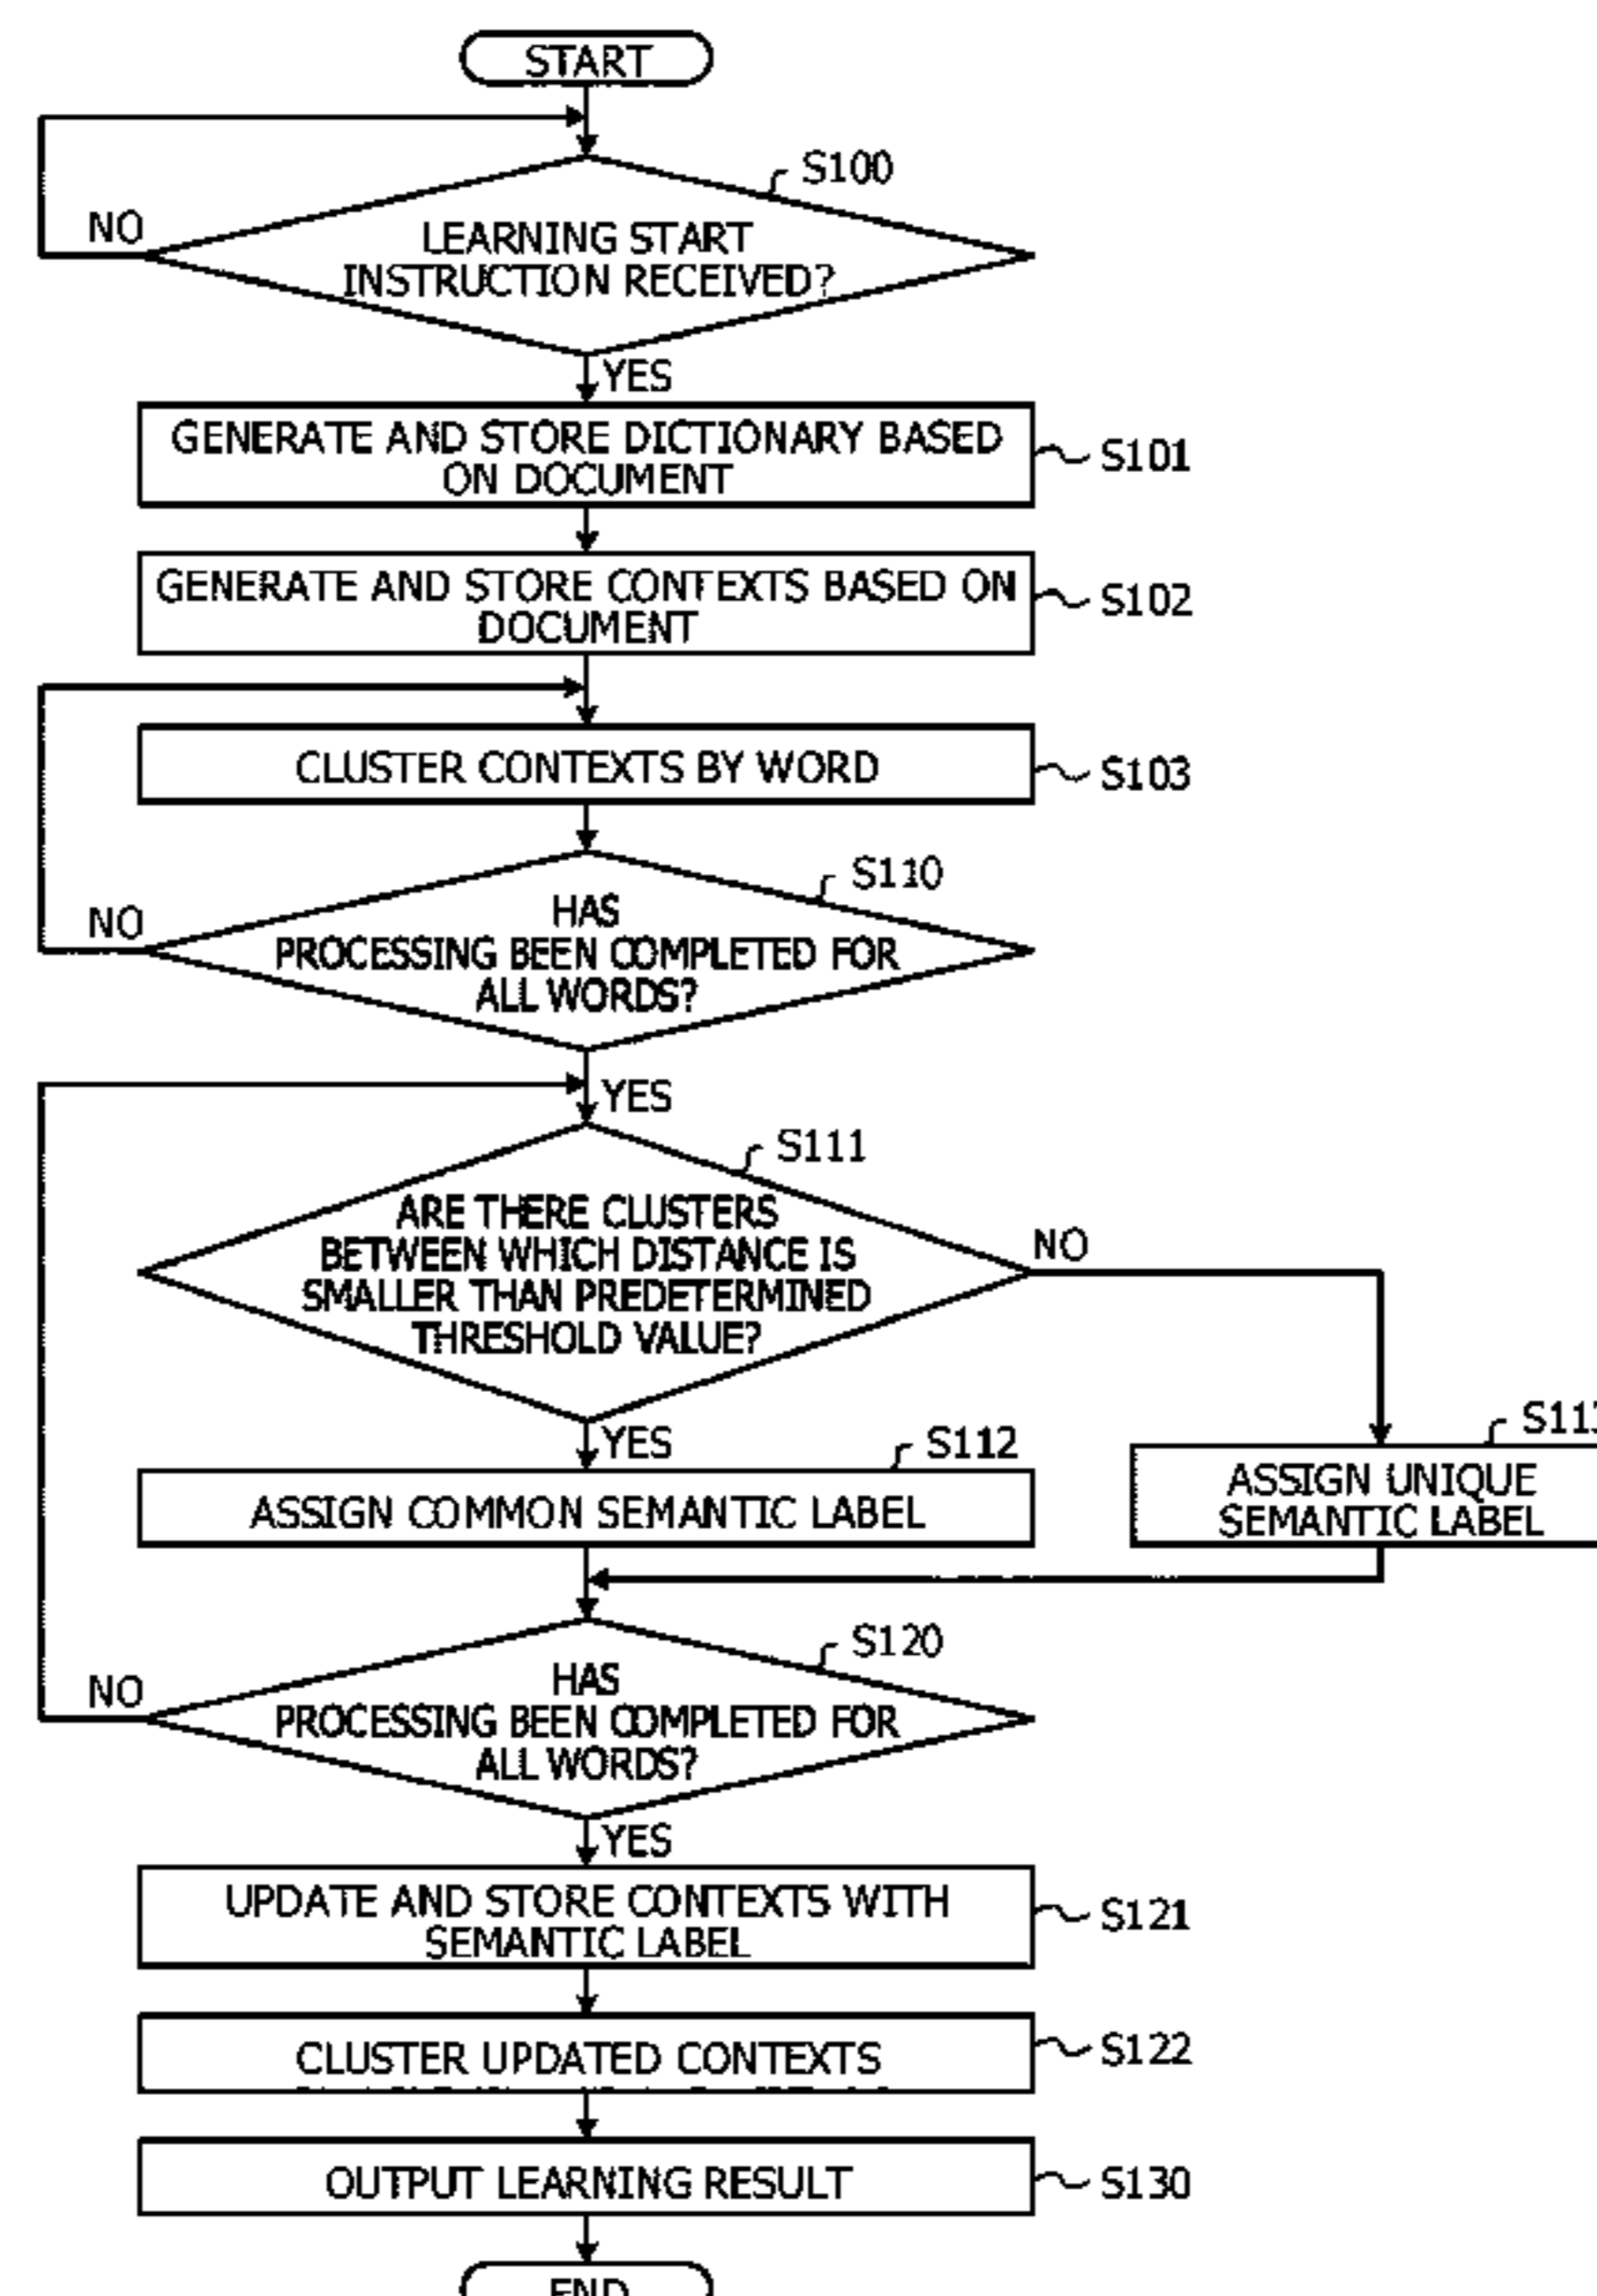 START
S100
NO
LEARNING START
INSTRUCTION RECEIVED?
YES
GENERATE AND STORE DICTIONARY BASED
ON DOCUMENT
S101
GENERATE AND STORE CONTEXTS BASED ON
DOCUMENT
S102
CLUSTER CONTEXTS BY WORD
S103
S110
NO
HAS
PROCESSING BEEN COMPLETED FOR
ALL WORDS?
YES
S111
ARE THERE CLUSTERS
BETWEEN WHICH DISTANCE IS
SMALLER THAN PREDETERMINED
THRESHOLD VALUE?
NO
YES
S112
ASSIGN COMMON SEMANTIC LABEL
ASSIGN UNIQUE
SEMANTIC LABEL
S120
NO
HAS
PROCESSING BEEN COMPLETED FOR
ALL WORDS?
YES
UPDATE AND STORE CONTEXTS WITH
SEMANTIC LABEL
S121
CLUSTER UPDATED CONTEXTS
S122
OUTPUT LEARNING RESULT
S130
END